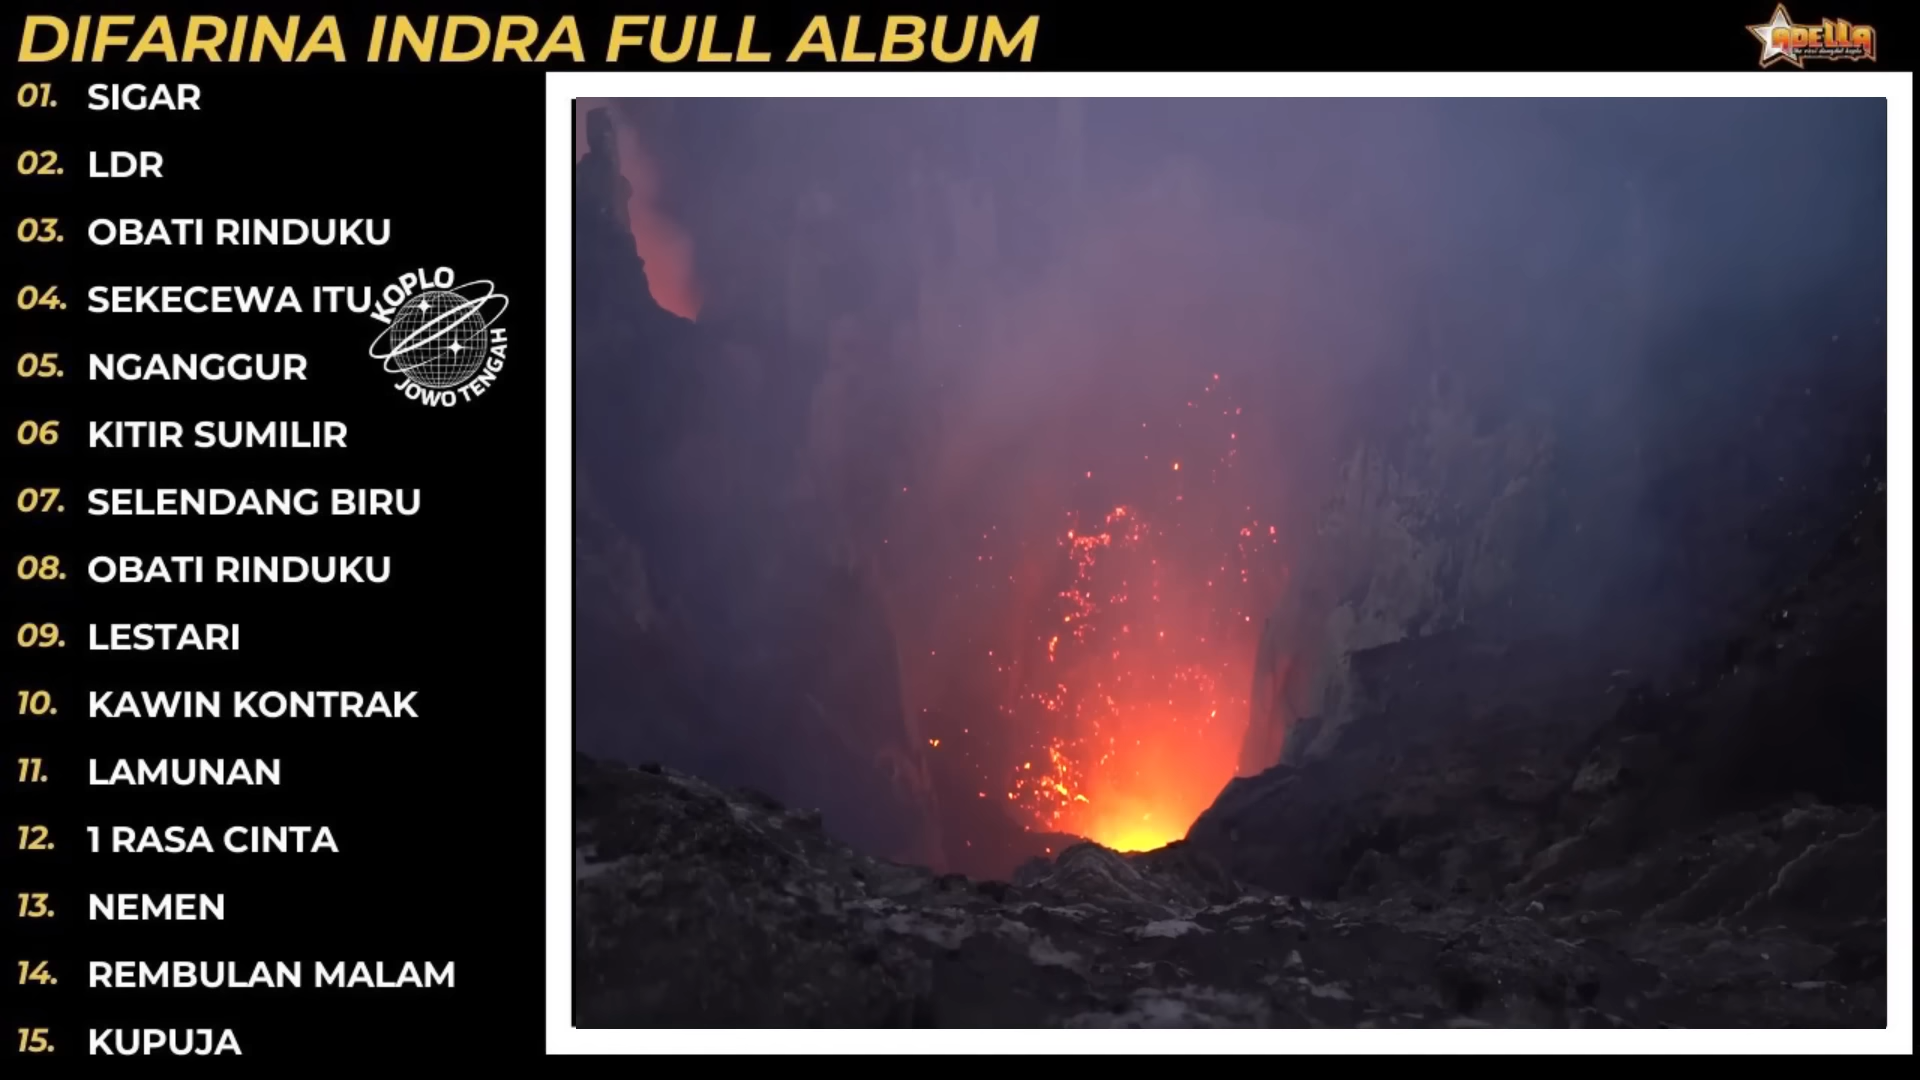 DIFARINA INDRA FULL ALBUM
ADELLA
01. SIGAR
02. LDR
03. OBATI RINDUKU
04. SEKECEWA ITU
KOPLO
JOWO TENGAH
05. NGANGGUR
06 KITIR SUMILIR
07. SELENDANG BIRU
08. OBATI RINDUKU
09. LESTARI
10. KAWIN KONTRAK
11. LAMUNAN
12. 1 RASA CINTA
13. NEMEN
14. REMBULAN MALAM
15. KUPUJA